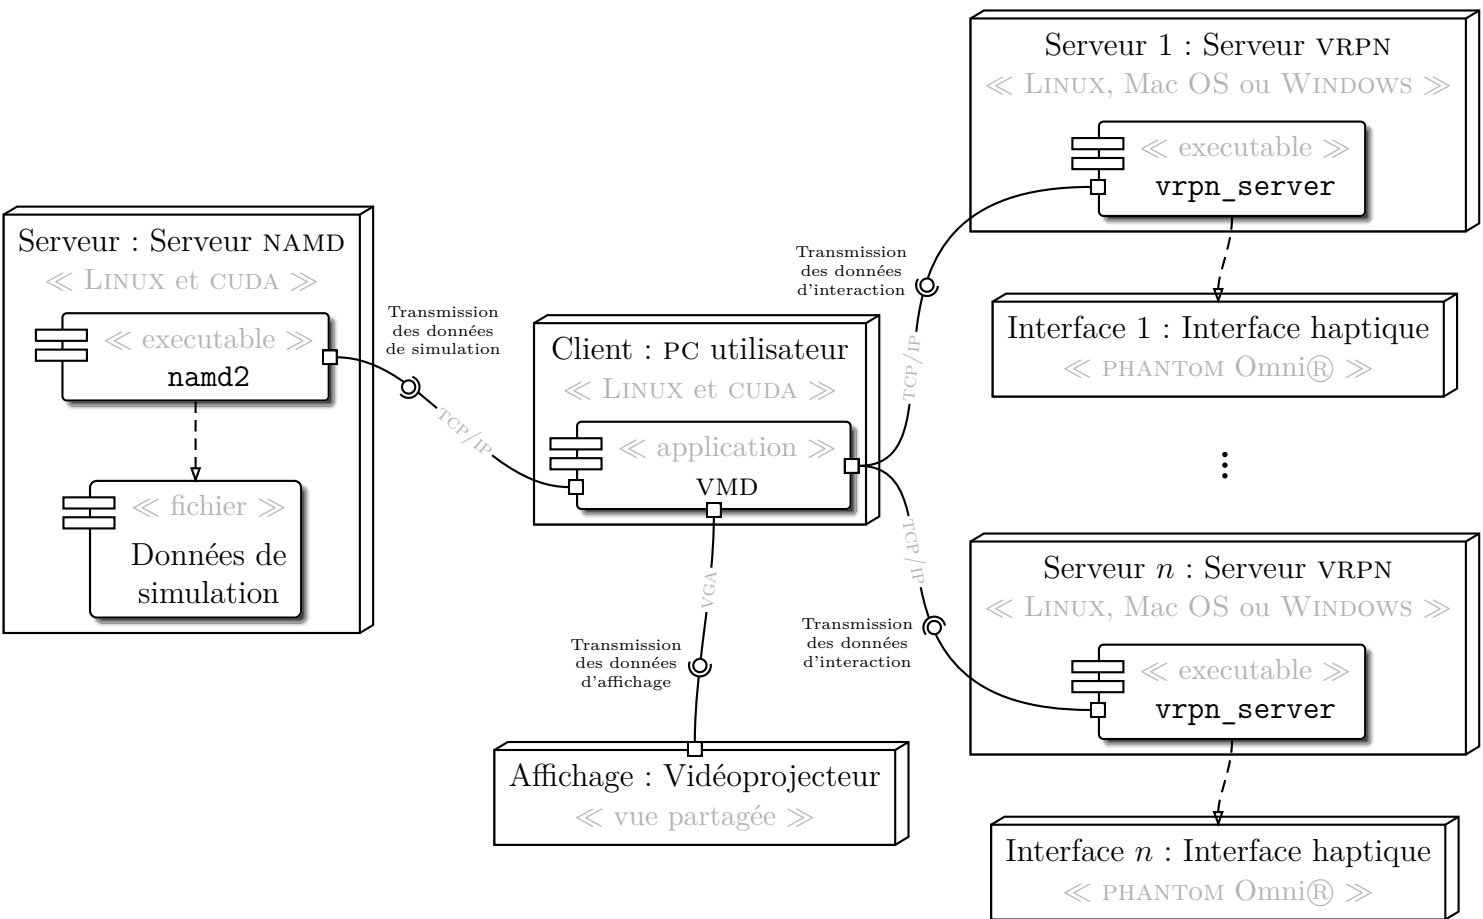 Serveur : Serveur NAMD
≪ LINUX et CUDA ≫
≪ executable ≫
namd2
≪ fichier ≫
Données de
simulation
Transmission
des données
de simulation
TCP/IP
Client : PC utilisateur
≪ LINUX et CUDA ≫
≪ application ≫
VMD
VGA
Transmission
des données
d'affichage
Affichage : Vidéoprojecteur
≪ vue partagée ≫
Transmission
des données
d'interaction
TCP/IP
Serveur 1 : Serveur VRPN
≪ LINUX, Mac OS ou WINDOWS ≫
≪ executable ≫
vrpn_server
Interface 1 : Interface haptique
≪ PHANToM Omni® ≫
⋮
TCP/IP
Transmission
des données
d'interaction
Serveur n : Serveur VRPN
≪ LINUX, Mac OS ou WINDOWS ≫
≪ executable ≫
vrpn_server
Interface n : Interface haptique
≪ PHANToM Omni® ≫